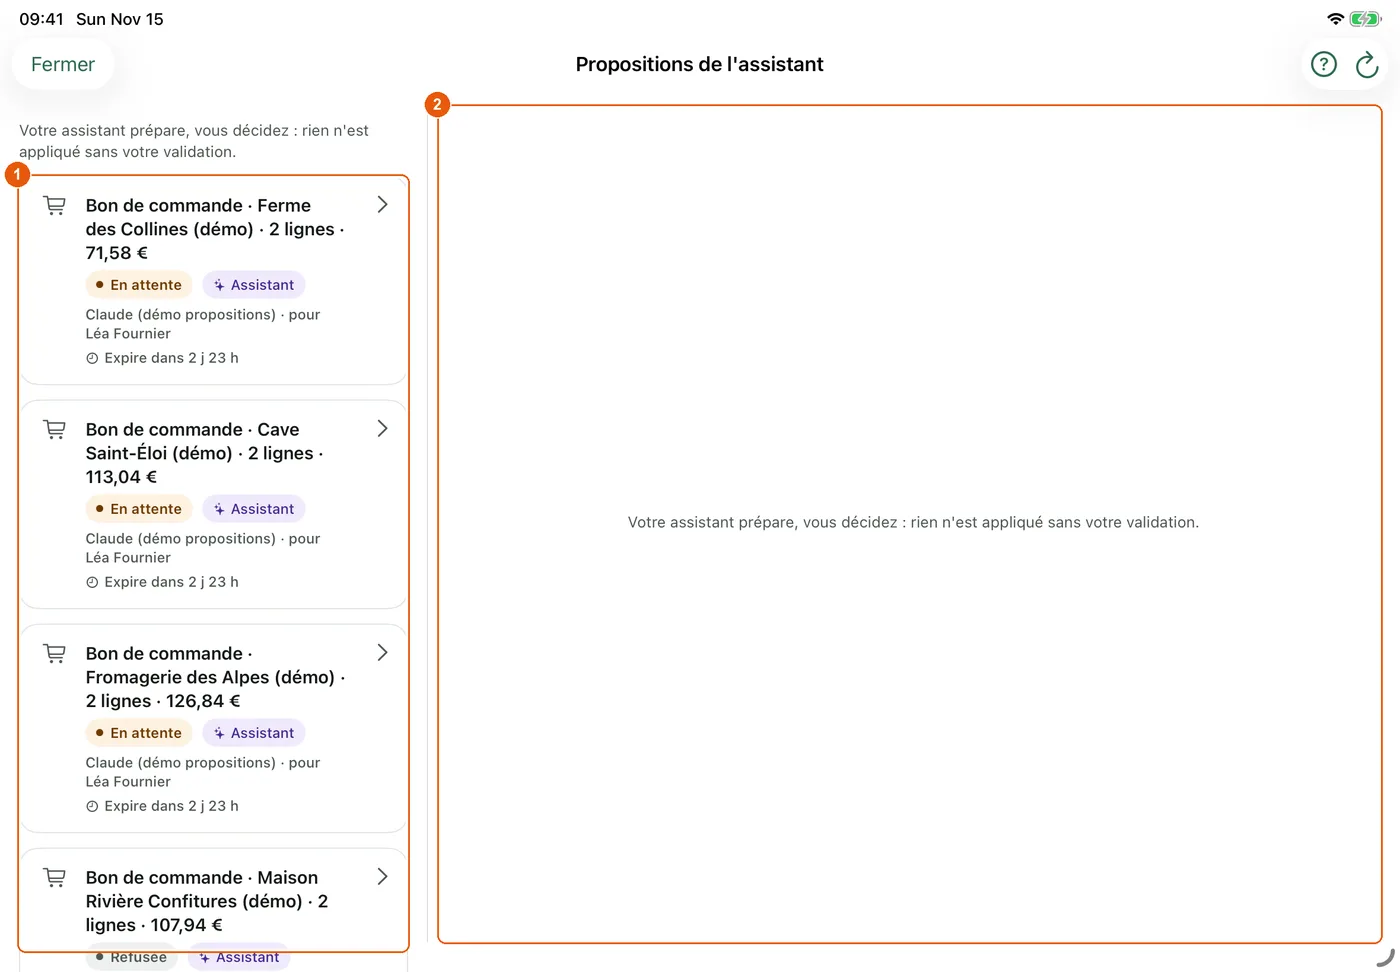 09:41 Sun Nov 15
Fermer
Propositions de l'assistant
?
Votre assistant prépare, vous décidez : rien n'est
appliqué sans votre validation.
1
Bon de commande · Ferme
des Collines (démo) · 2 lignes ·
71,58 €
En attente
Assistant
Claude (démo propositions) · pour
Léa Fournier
Expire dans 2 j 23 h
Bon de commande · Cave
Saint-Éloi (démo) · 2 lignes ·
113,04 €
En attente
Assistant
Claude (démo propositions) · pour
Léa Fournier
Expire dans 2 j 23 h
Bon de commande ·
Fromagerie des Alpes (démo) ·
2 lignes · 126,84 €
En attente
Assistant
Claude (démo propositions) · pour
Léa Fournier
Expire dans 2 j 23 h
Bon de commande · Maison
Rivière Confitures (démo) · 2
lignes · 107,94 €
Refusée
Assistant
2
Votre assistant prépare, vous décidez : rien n'est appliqué sans votre validation.